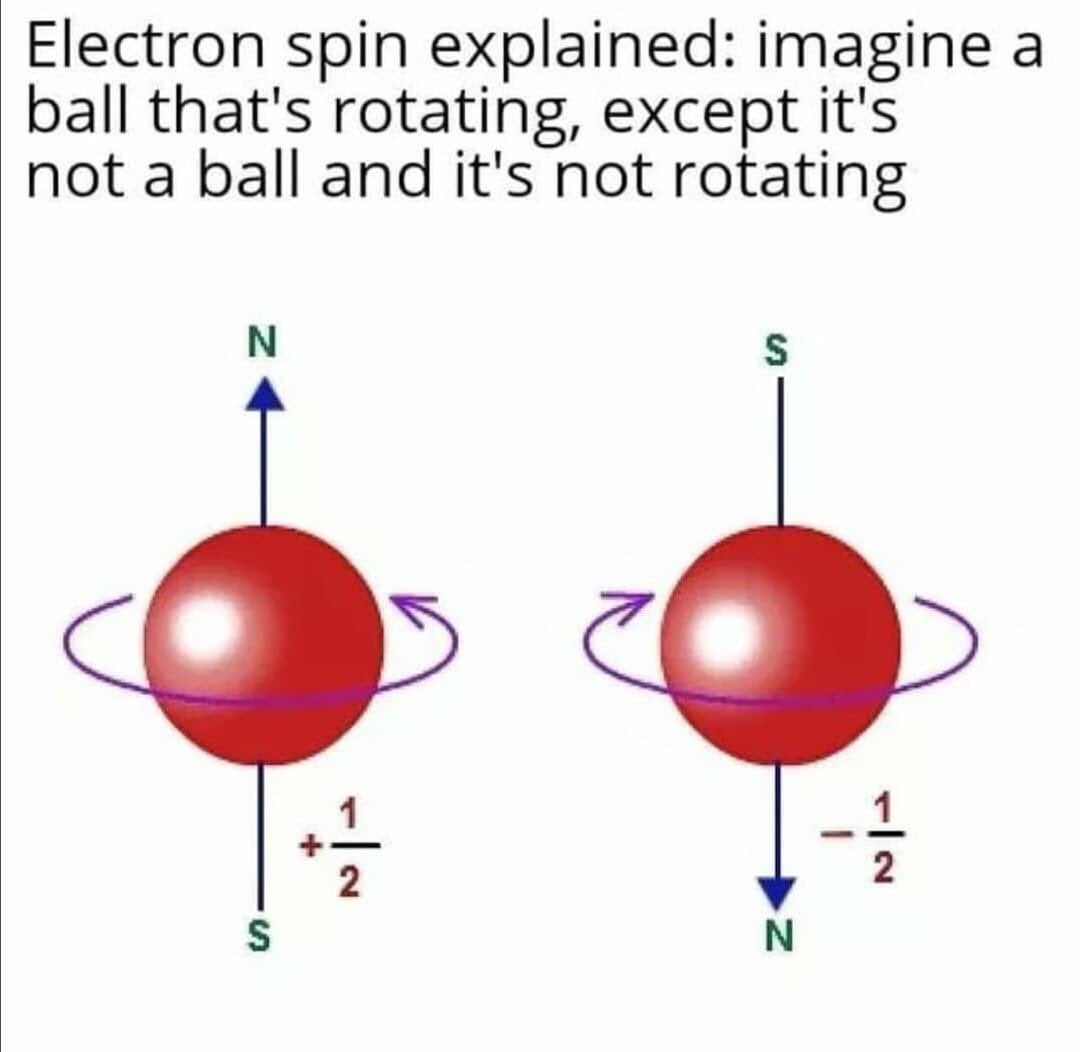 Electron spin explained: imagine a
ball that's rotating, except it's
not a ball and it's not rotating
N
S
+ 1/2
- 1/2
S
N